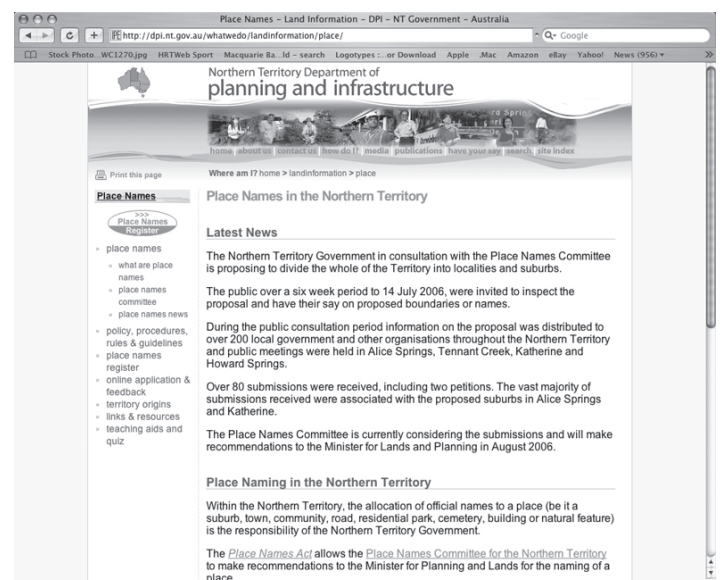 Place Names – Land Information – DPI – NT Government – Australia
http://dpi.nt.gov.au/whatwedo/landinformation/place/
Google
Stock Photo...WC1270.jpg HRTWeb Sport Macquarie Ba...ld – search Logotypes :...or Download Apple .Mac Amazon eBay Yahoo! News (956)
Northern Territory Department of
planning and infrastructure
home | about us | contact us | how do I? | media | publications | have your say | search | site index
Print this page
Where am I? home > landinformation > place
Place Names
>>>
Place Names
Register
place names
what are place
names
place names
committee
place names news
policy, procedures,
rules & guidelines
place names
register
online application &
feedback
territory origins
links & resources
teaching aids and
quiz
Place Names in the Northern Territory
Latest News
The Northern Territory Government in consultation with the Place Names Committee
is proposing to divide the whole of the Territory into localities and suburbs.
The public over a six week period to 14 July 2006, were invited to inspect the
proposal and have their say on proposed boundaries or names.
During the public consultation period information on the proposal was distributed to
over 200 local government and other organisations throughout the Northern Territory
and public meetings were held in Alice Springs, Tennant Creek, Katherine and
Howard Springs.
Over 80 submissions were received, including two petitions. The vast majority of
submissions received were associated with the proposed suburbs in Alice Springs
and Katherine.
The Place Names Committee is currently considering the submissions and will make
recommendations to the Minister for Lands and Planning in August 2006.
Place Naming in the Northern Territory
Within the Northern Territory, the allocation of official names to a place (be it a
suburb, town, community, road, residential park, cemetery, building or natural feature)
is the responsibility of the Northern Territory Government.
The Place Names Act allows the Place Names Committee for the Northern Territory
to make recommendations to the Minister for Planning and Lands for the naming of a
place